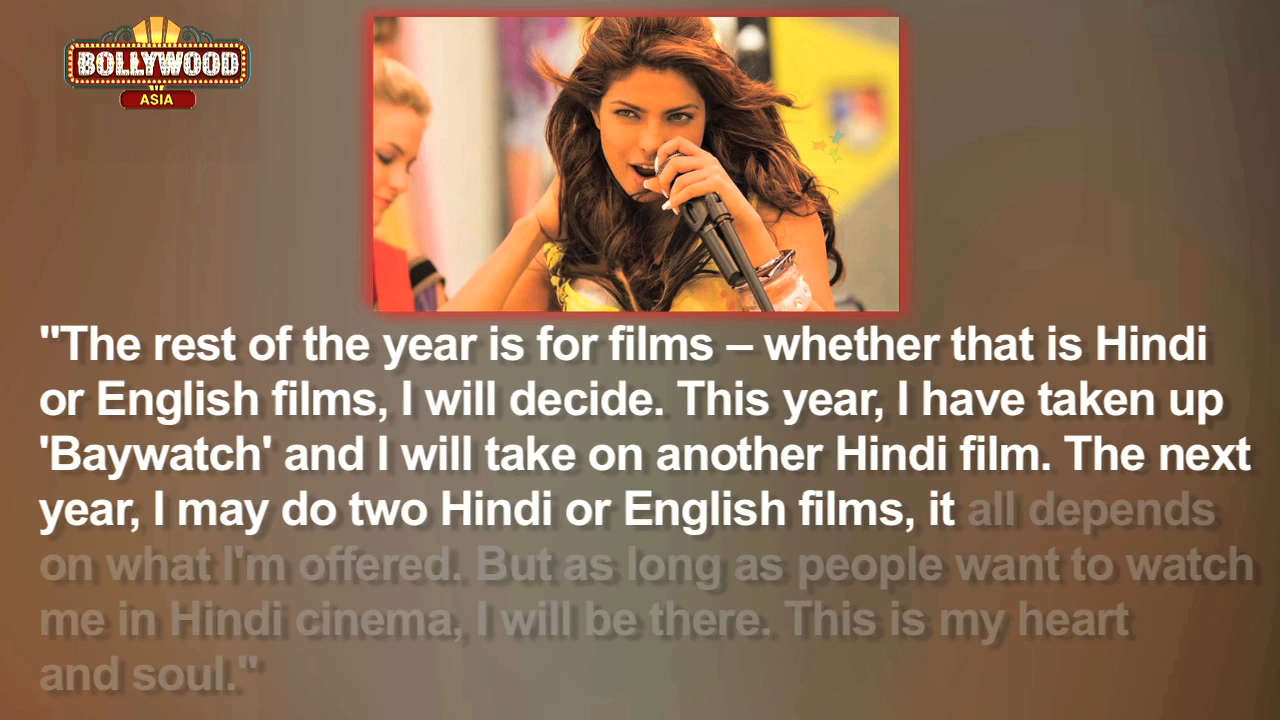 BOLLYWOOD
ASIA
"The rest of the year is for films – whether that is Hindi
or English films, I will decide. This year, I have taken up
'Baywatch' and I will take on another Hindi film. The next
year, I may do two Hindi or English films, it all depends
on what I'm offered. But as long as people want to watch
me in Hindi cinema, I will be there. This is my heart
and soul."